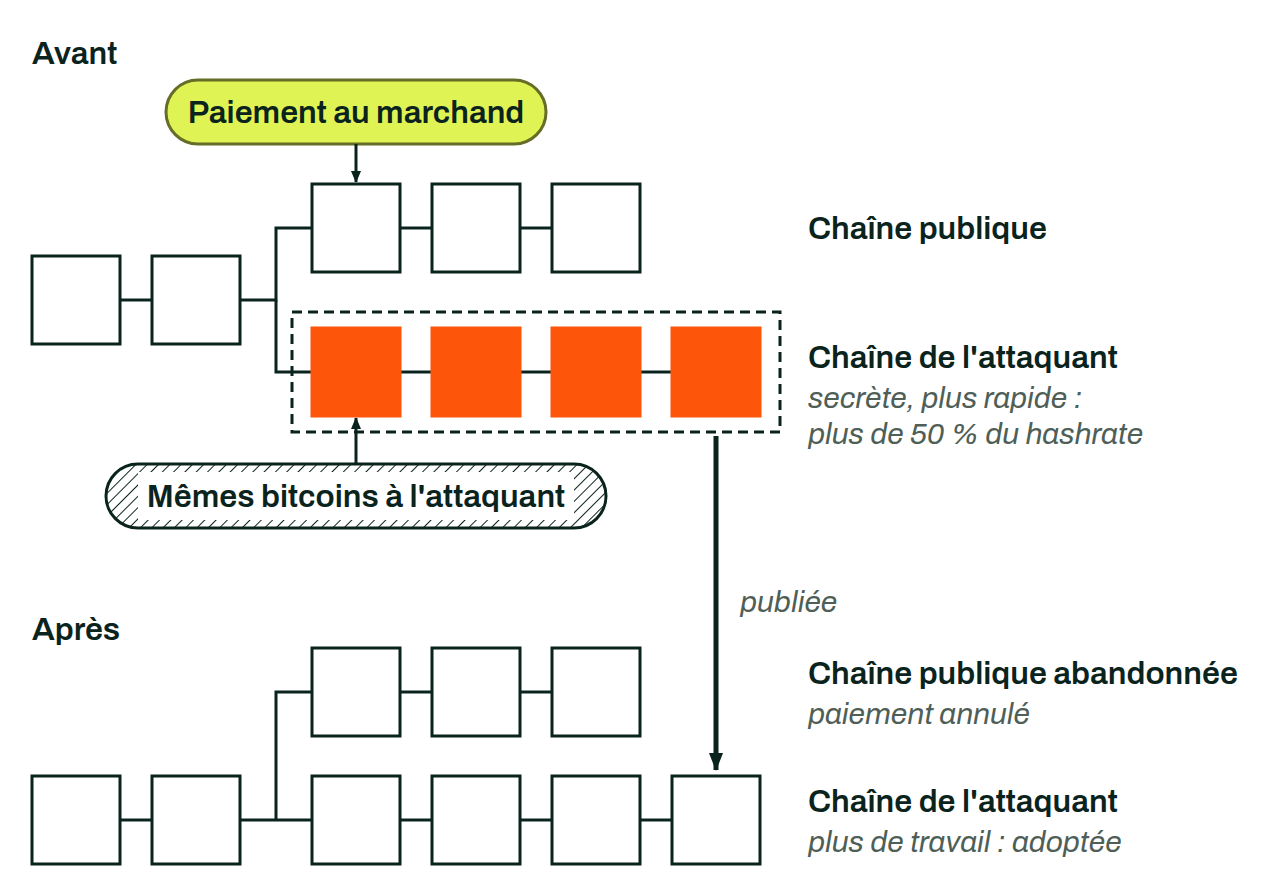 Avant
Paiement au marchand
Chaîne publique
Chaîne de l'attaquant
secrète, plus rapide :
plus de 50 % du hashrate
Mêmes bitcoins à l'attaquant
publiée
Après
Chaîne publique abandonnée
paiement annulé
Chaîne de l'attaquant
plus de travail : adoptée